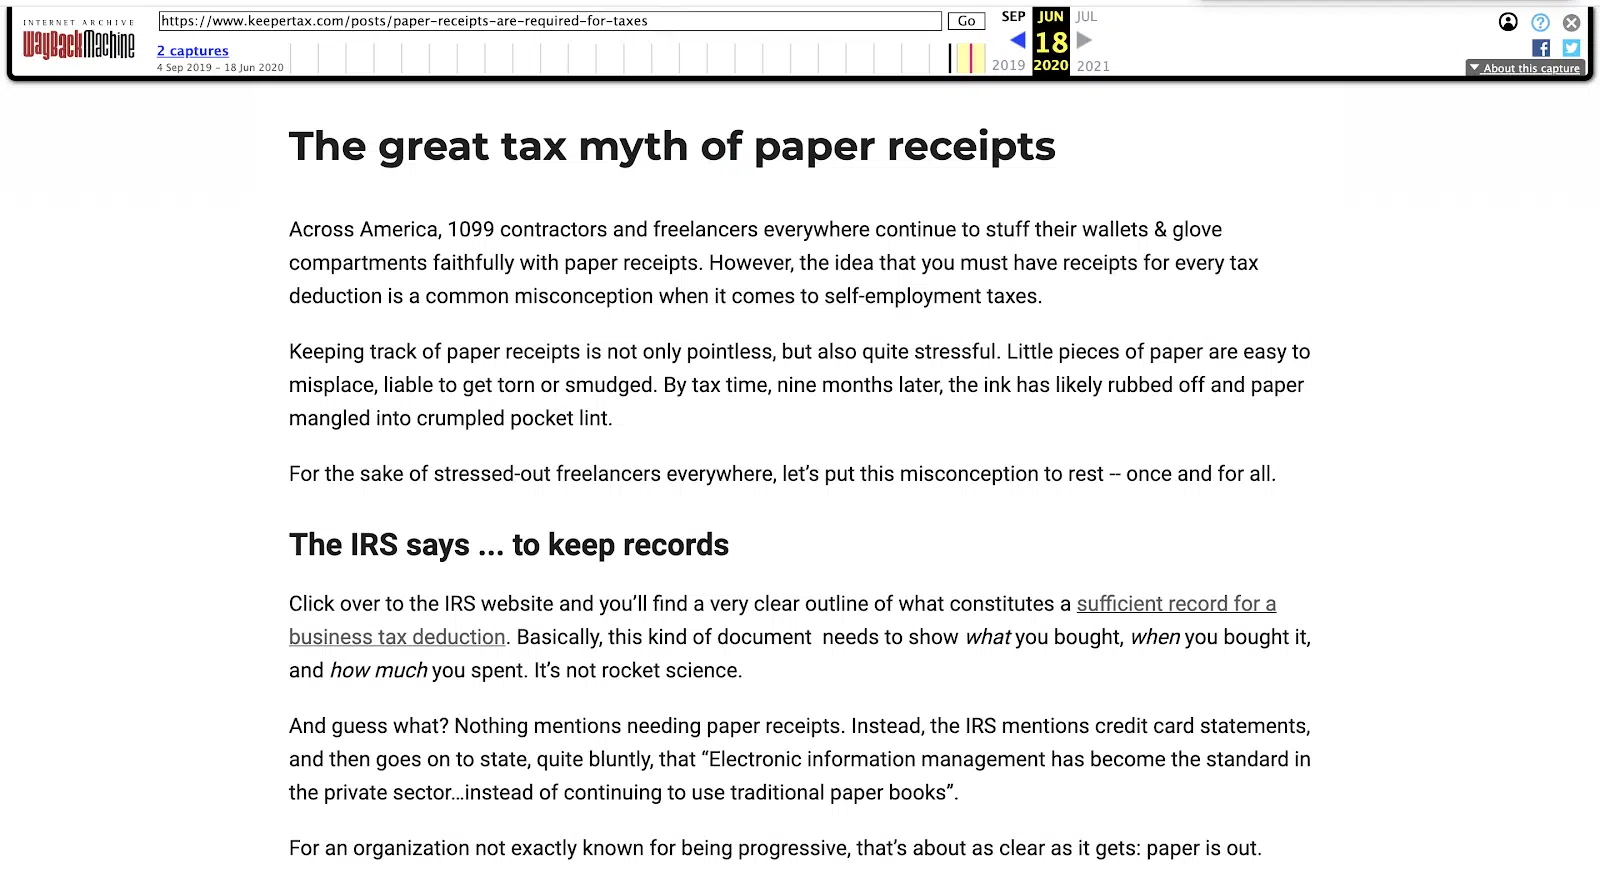 INTERNET ARCHIVE
WayBackMachine
https://www.keepertax.com/posts/paper-receipts-are-required-for-taxes
Go
2 captures
4 Sep 2019 – 18 Jun 2020
SEP JUN JUL
18
2019 2020 2021
About this capture
The great tax myth of paper receipts
Across America, 1099 contractors and freelancers everywhere continue to stuff their wallets & glove
compartments faithfully with paper receipts. However, the idea that you must have receipts for every tax
deduction is a common misconception when it comes to self-employment taxes.
Keeping track of paper receipts is not only pointless, but also quite stressful. Little pieces of paper are easy to
misplace, liable to get torn or smudged. By tax time, nine months later, the ink has likely rubbed off and paper
mangled into crumpled pocket lint.
For the sake of stressed-out freelancers everywhere, let’s put this misconception to rest -- once and for all.
The IRS says ... to keep records
Click over to the IRS website and you’ll find a very clear outline of what constitutes a sufficient record for a
business tax deduction. Basically, this kind of document needs to show what you bought, when you bought it,
and how much you spent. It’s not rocket science.
And guess what? Nothing mentions needing paper receipts. Instead, the IRS mentions credit card statements,
and then goes on to state, quite bluntly, that “Electronic information management has become the standard in
the private sector…instead of continuing to use traditional paper books”.
For an organization not exactly known for being progressive, that’s about as clear as it gets: paper is out.